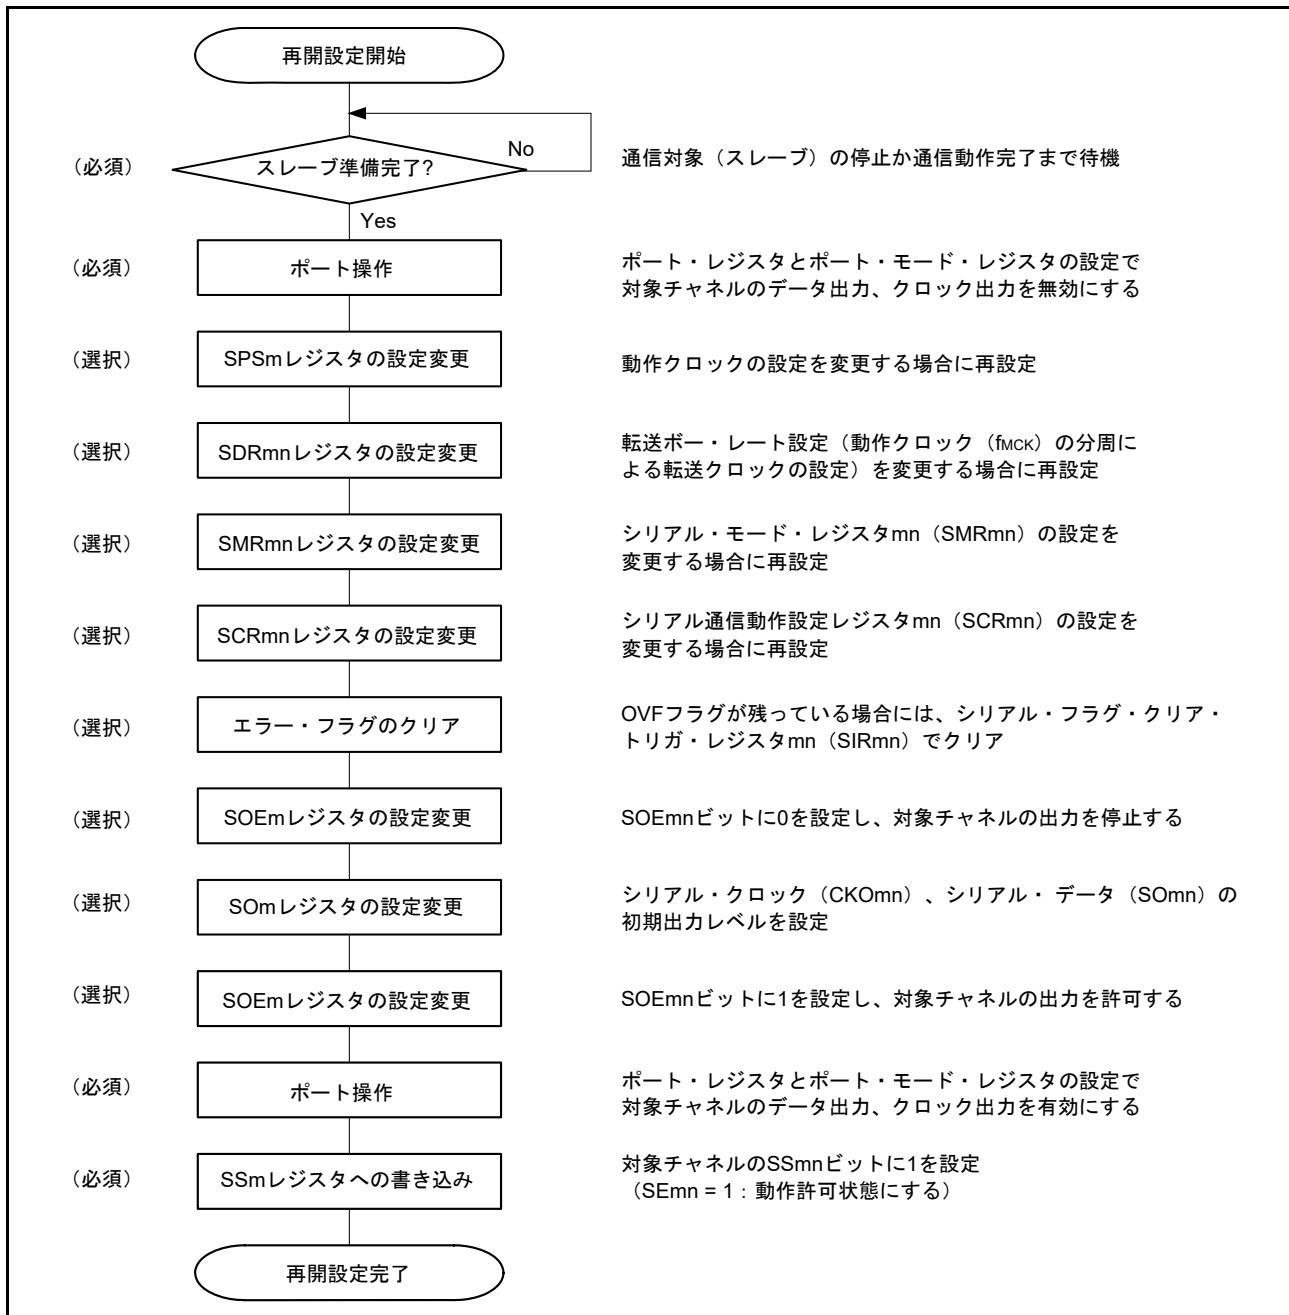 再開設定開始
（必須）
スレーブ準備完了?
No
通信対象（スレーブ）の停止か通信動作完了まで待機
Yes
（必須）
ポート操作
ポート・レジスタとポート・モード・レジスタの設定で
対象チャネルのデータ出力、クロック出力を無効にする
（選択）
SPSmレジスタの設定変更
動作クロックの設定を変更する場合に再設定
（選択）
SDRmnレジスタの設定変更
転送ボー・レート設定（動作クロック（fMCK）の分周に
よる転送クロックの設定）を変更する場合に再設定
（選択）
SMRmnレジスタの設定変更
シリアル・モード・レジスタmn（SMRmn）の設定を
変更する場合に再設定
（選択）
SCRmnレジスタの設定変更
シリアル通信動作設定レジスタmn（SCRmn）の設定を
変更する場合に再設定
（選択）
エラー・フラグのクリア
OVFフラグが残っている場合には、シリアル・フラグ・クリア・
トリガ・レジスタmn（SIRmn）でクリア
（選択）
SOEmレジスタの設定変更
SOEmnビットに0を設定し、対象チャネルの出力を停止する
（選択）
SOmレジスタの設定変更
シリアル・クロック（CKOmn）、シリアル・ データ（SOmn）の
初期出力レベルを設定
（選択）
SOEmレジスタの設定変更
SOEmnビットに1を設定し、対象チャネルの出力を許可する
（必須）
ポート操作
ポート・レジスタとポート・モード・レジスタの設定で
対象チャネルのデータ出力、クロック出力を有効にする
（必須）
SSmレジスタへの書き込み
対象チャネルのSSmnビットに1を設定
（SEmn = 1：動作許可状態にする）
再開設定完了